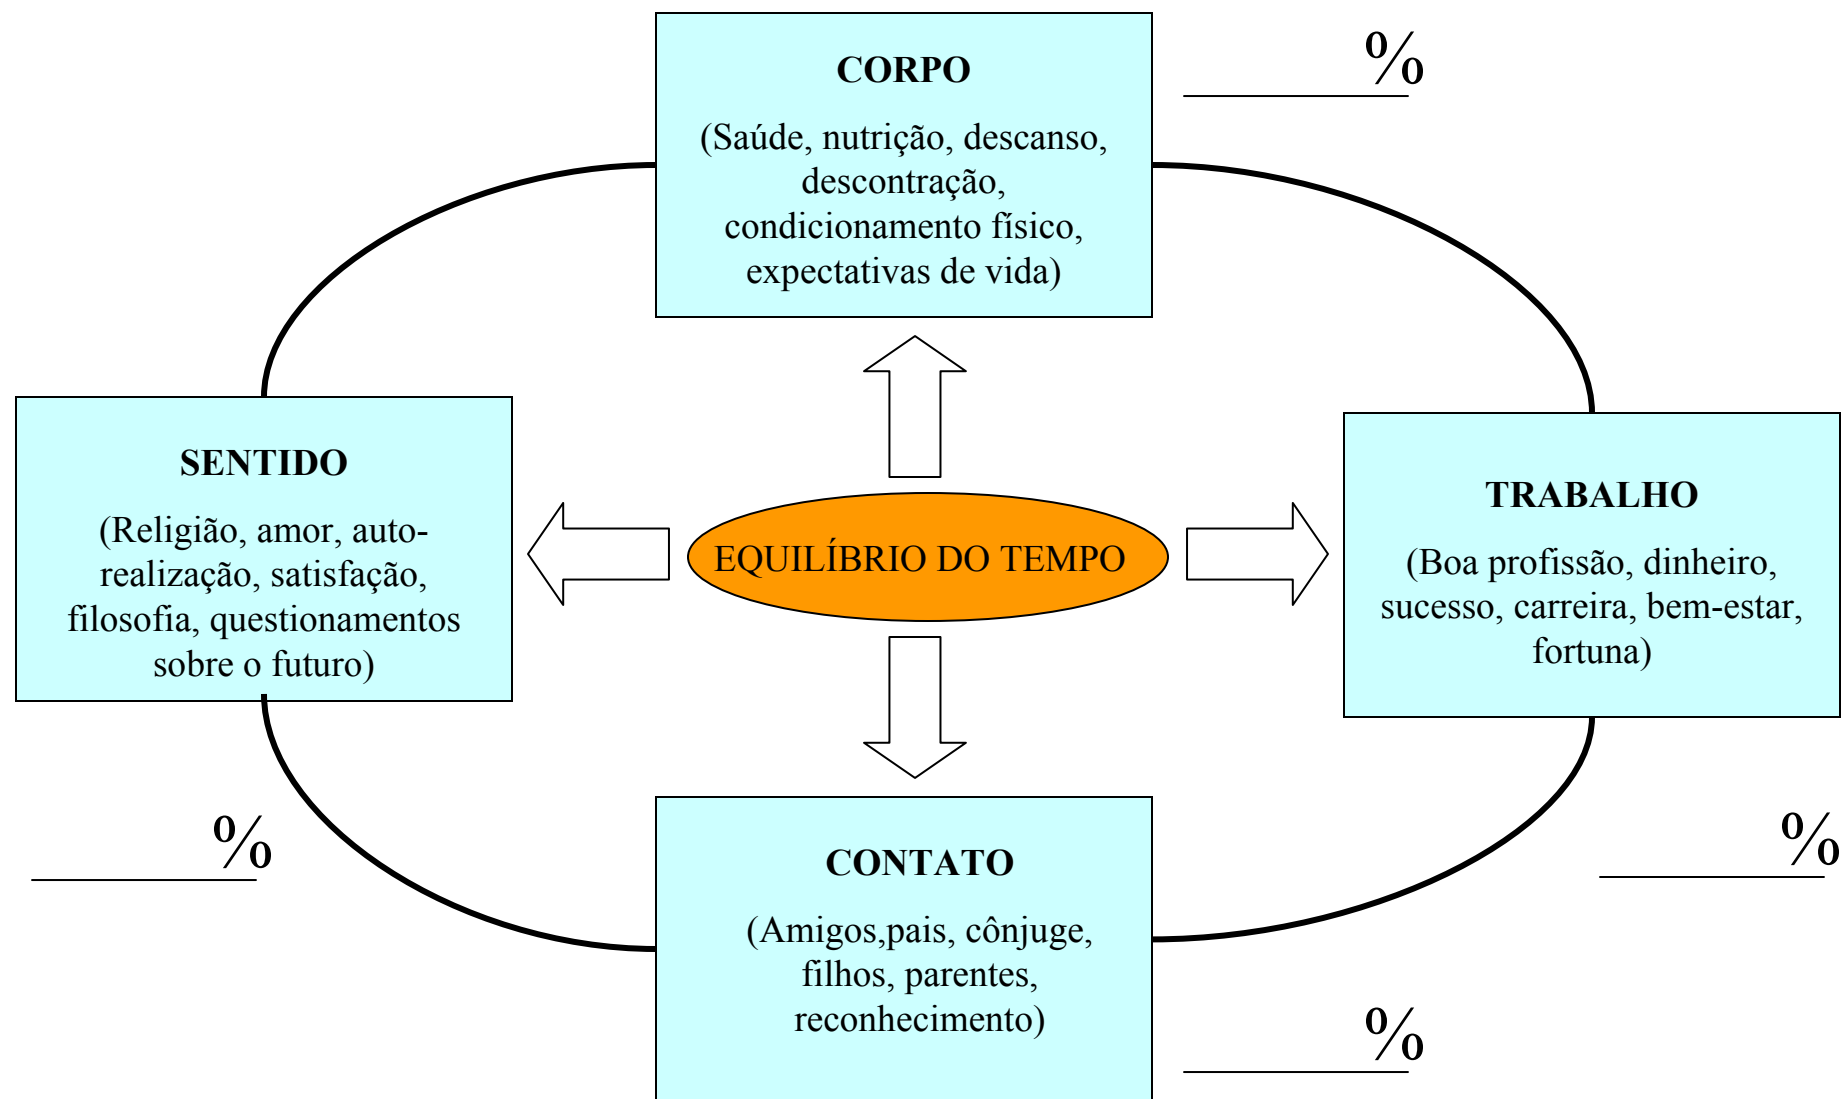 CORPO
(Saúde, nutrição, descanso,
descontração,
condicionamento físico,
expectativas de vida)
%
SENTIDO
(Religião, amor, auto-
realização, satisfação,
filosofia, questionamentos
sobre o futuro)
%
EQUILÍBRIO DO TEMPO
TRABALHO
(Boa profissão, dinheiro,
sucesso, carreira, bem-estar,
fortuna)
%
CONTATO
(Amigos,pais, cônjuge,
filhos, parentes,
reconhecimento)
%